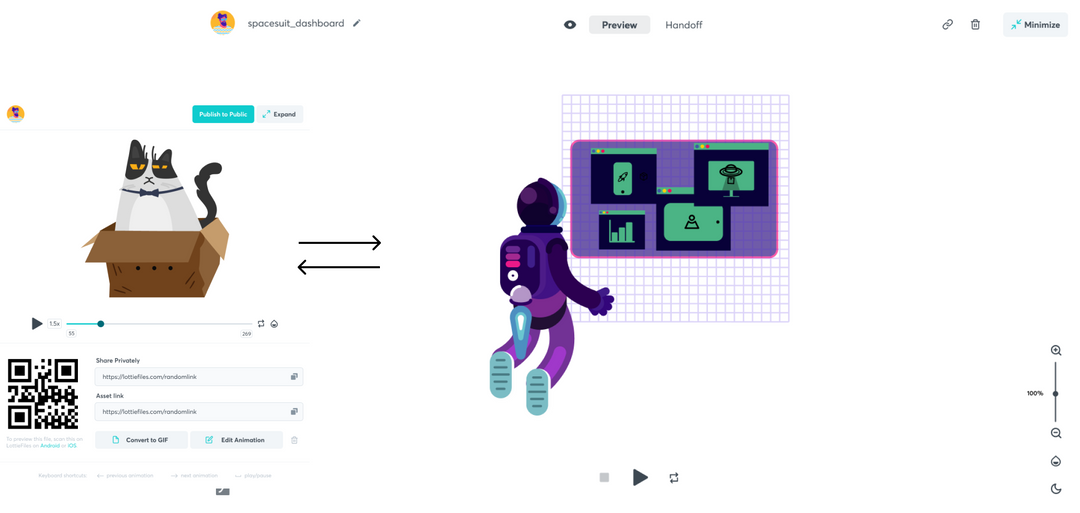 spacesuit_dashboard
Preview
Handoff
Minimize
Publish to Public
Expand
1.5x
55
269
Share Privately
https://lottiefiles.com/randomlink
Asset link
https://lottiefiles.com/randomlink
To preview this file, scan this on
LottieFiles on Android or iOS
Convert to GIF
Edit Animation
Keyboard shortcuts
previous animation
next animation
play/pause
100%